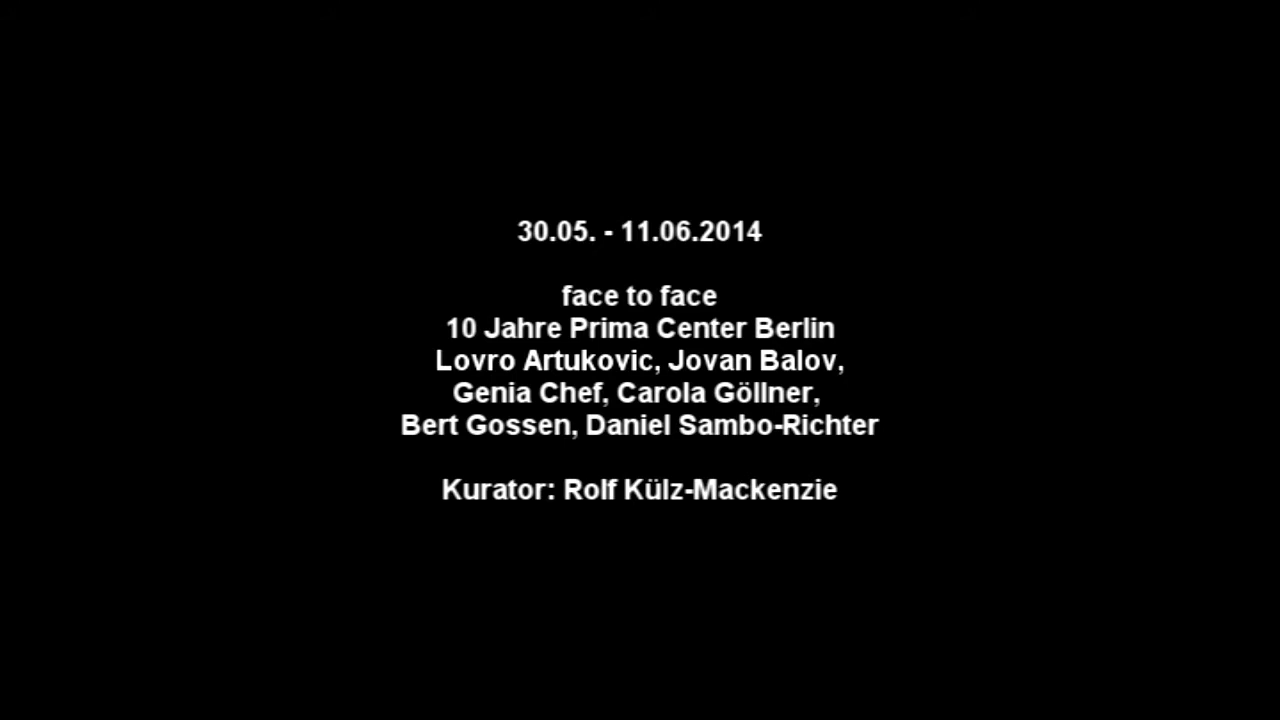 30.05. - 11.06.2014
face to face
10 Jahre Prima Center Berlin
Lovro Artukovic, Jovan Balov,
Genia Chef, Carola Göllner,
Bert Gossen, Daniel Sambo-Richter
Kurator: Rolf Külz-Mackenzie